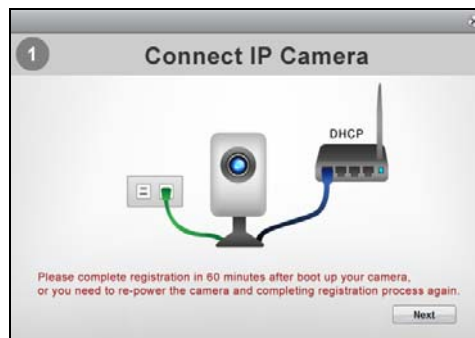 1
Connect IP Camera
DHCP
Please complete registration in 60 minutes after boot up your camera,
or you need to re-power the camera and completing registration process again.
Next